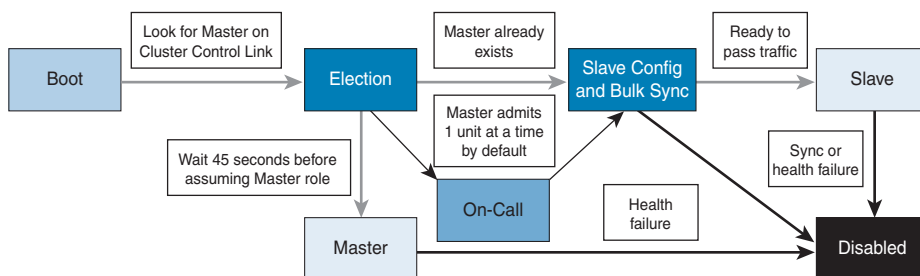 Look for Master on
Cluster Control Link
Master already
exists
Ready to
pass traffic
Boot
Election
Slave Config
and Bulk Sync
Slave
Master admits
1 unit at a time
by default
Wait 45 seconds before
assuming Master role
Sync or
health failure
On-Call
Health
failure
Master
Disabled